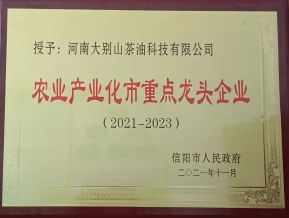 授予：河南大别山茶油科技有限公司
农业产业化市重点龙头企业
（2021-2023）
信阳市人民政府
二〇二一年十一月